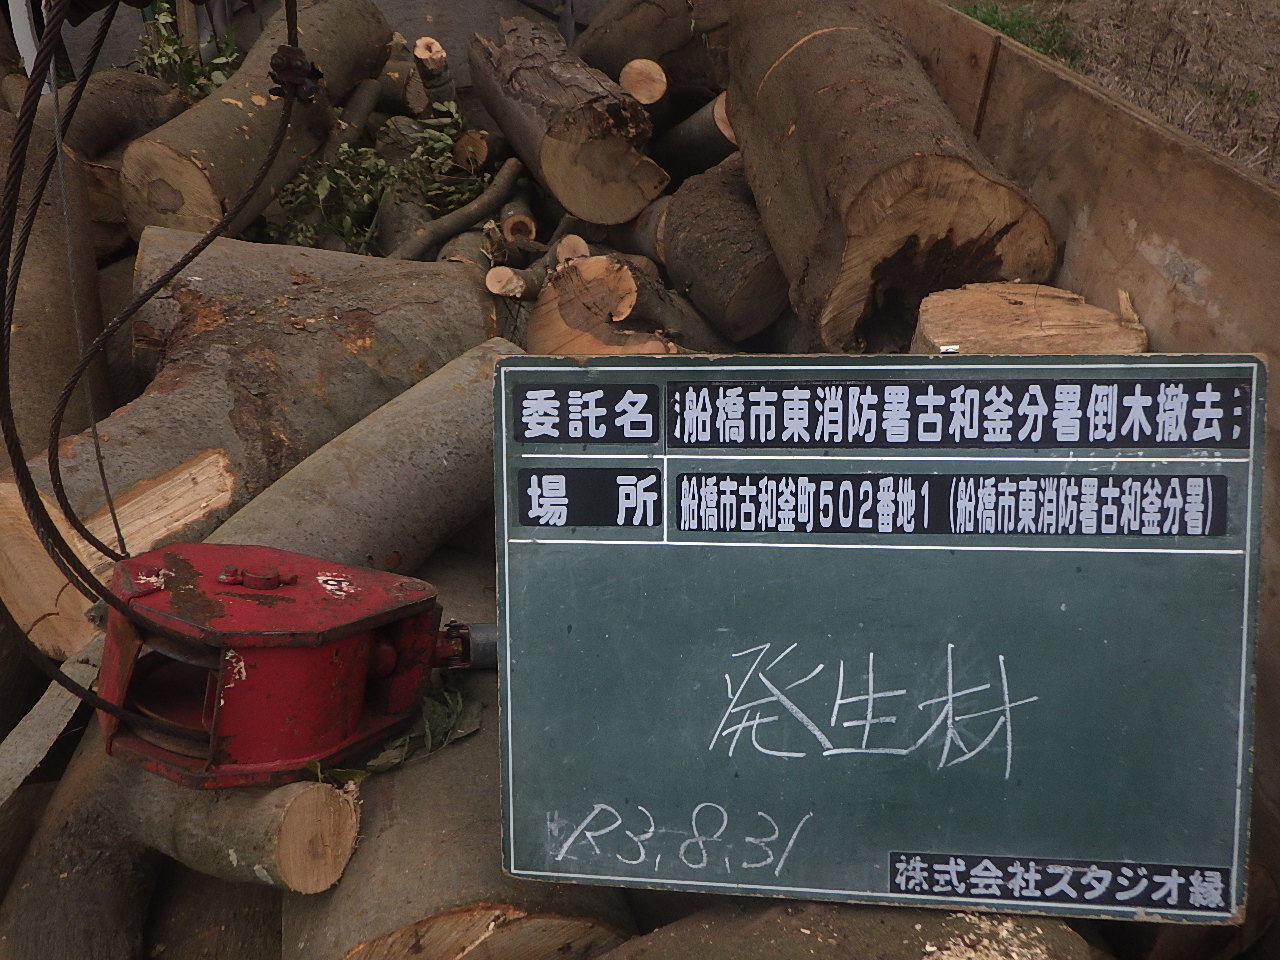 委託名 船橋市東消防署古和釜分署倒木撤去
場所 船橋市古和釜町502番地1(船橋市東消防署古和釜分署)
発生材
R3,8,31
株式会社スタジオ縁